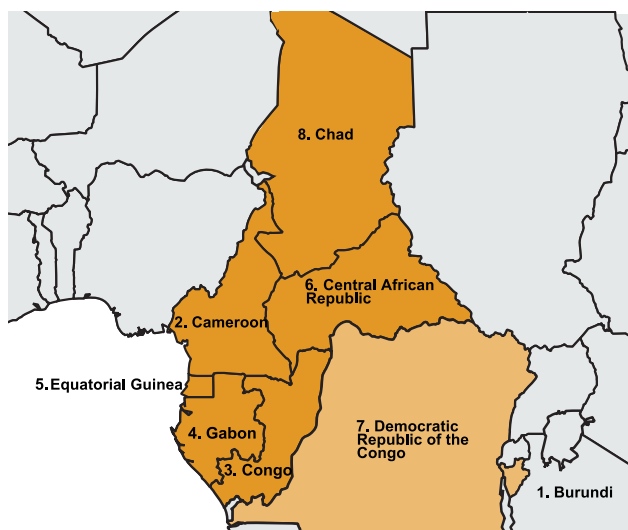 8. Chad
6. Central African
Republic
2. Cameroon
5. Equatorial Guinea
4. Gabon
7. Democratic
Republic of the
Congo
3. Congo
1. Burundi